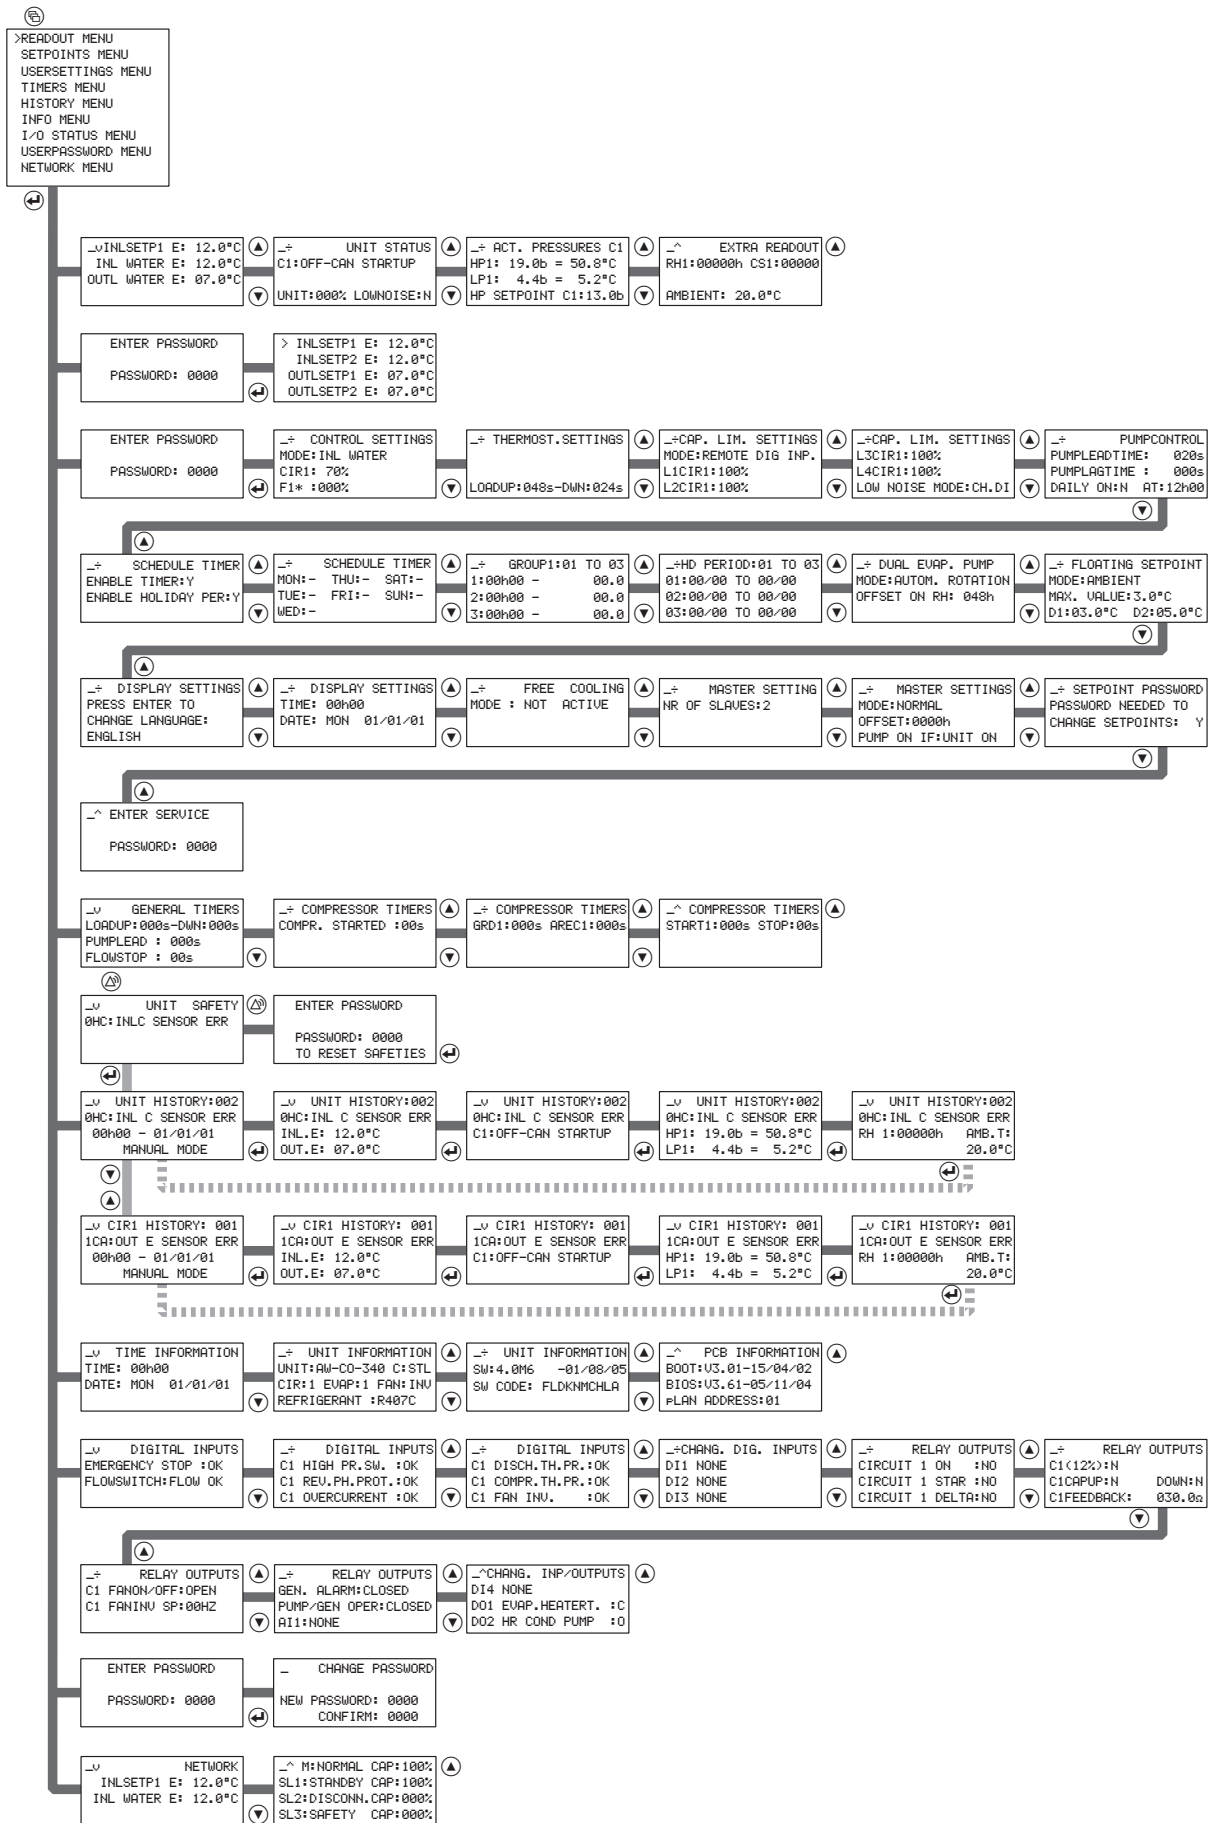 >READOUT MENU
SETPOINTS MENU
USERSETTINGS MENU
TIMERS MENU
HISTORY MENU
INFO MENU
I/O STATUS MENU
USERPASSWORD MENU
NETWORK MENU
_vINLSETP1 E: 12.0°C
INL WATER E: 12.0°C
OUTL WATER E: 07.0°C
_÷ UNIT STATUS
C1:OFF-CAN STARTUP
UNIT:000% LOWNOISE:N
_÷ ACT. PRESSURES C1
HP1: 19.0b = 50.8°C
LP1: 4.4b = 5.2°C
HP SETPOINT C1:13.0b
_^ EXTRA READOUT
RH1:00000h CS1:00000
AMBIENT: 20.0°C
ENTER PASSWORD
PASSWORD: 0000
> INLSETP1 E: 12.0°C
INLSETP2 E: 12.0°C
OUTLSETP1 E: 07.0°C
OUTLSETP2 E: 07.0°C
ENTER PASSWORD
PASSWORD: 0000
_÷ CONTROL SETTINGS
MODE:INL WATER
CIR1: 70%
F1* :000%
_÷ THERMOST.SETTINGS
LOADUP:048s-DWN:024s
_÷CAP. LIM. SETTINGS
MODE:REMOTE DIG INP.
L1CIR1:100%
L2CIR1:100%
_÷CAP. LIM. SETTINGS
L3CIR1:100%
L4CIR1:100%
LOW NOISE MODE:CH.DI
_÷ PUMPCONTROL
PUMPLEADTIME: 020s
PUMPLAGTIME : 000s
DAILY ON:N AT:12h00
_÷ SCHEDULE TIMER
ENABLE TIMER:Y
ENABLE HOLIDAY PER:Y
_÷ SCHEDULE TIMER
MON:- THU:- SAT:-
TUE:- FRI:- SUN:-
WED:-
_÷ GROUP1:01 TO 03
1:00h00 - 00.0
2:00h00 - 00.0
3:00h00 - 00.0
_÷HD PERIOD:01 TO 03
01:00/00 TO 00/00
02:00/00 TO 00/00
03:00/00 TO 00/00
_÷ DUAL EVAP. PUMP
MODE:AUTOM. ROTATION
OFFSET ON RH: 048h
_÷ FLOATING SETPOINT
MODE:AMBIENT
MAX. VALUE:3.0°C
D1:03.0°C D2:05.0°C
_÷ DISPLAY SETTINGS
PRESS ENTER TO
CHANGE LANGUAGE:
ENGLISH
_÷ DISPLAY SETTINGS
TIME: 00h00
DATE: MON 01/01/01
_÷ FREE COOLING
MODE : NOT ACTIVE
_÷ MASTER SETTING
NR OF SLAVES:2
_÷ MASTER SETTINGS
MODE:NORMAL
OFFSET:0000h
PUMP ON IF:UNIT ON
_÷ SETPOINT PASSWORD
PASSWORD NEEDED TO
CHANGE SETPOINTS: Y
_^ ENTER SERVICE
PASSWORD: 0000
_v GENERAL TIMERS
LOADUP:000s-DWN:000s
PUMPLEAD : 000s
FLOWSTOP : 00s
_÷ COMPRESSOR TIMERS
COMPR. STARTED :00s
_÷ COMPRESSOR TIMERS
GRD1:000s AREC1:000s
_^ COMPRESSOR TIMERS
START1:000s STOP:00s
_v UNIT SAFETY
0HC:INLC SENSOR ERR
ENTER PASSWORD
PASSWORD: 0000
TO RESET SAFETIES
_v UNIT HISTORY:002
0HC:INL C SENSOR ERR
00h00 - 01/01/01
MANUAL MODE
_v UNIT HISTORY:002
0HC:INL C SENSOR ERR
INL.E: 12.0°C
OUT.E: 07.0°C
_v UNIT HISTORY:002
0HC:INL C SENSOR ERR
C1:OFF-CAN STARTUP
_v UNIT HISTORY:002
0HC:INL C SENSOR ERR
HP1: 19.0b = 50.8°C
LP1: 4.4b = 5.2°C
_v UNIT HISTORY:002
0HC:INL C SENSOR ERR
RH 1:00000h AMB.T:
20.0°C
_v CIR1 HISTORY: 001
1CA:OUT E SENSOR ERR
00h00 - 01/01/01
MANUAL MODE
_v CIR1 HISTORY: 001
1CA:OUT E SENSOR ERR
INL.E: 12.0°C
OUT.E: 07.0°C
_v CIR1 HISTORY: 001
1CA:OUT E SENSOR ERR
C1:OFF-CAN STARTUP
_v CIR1 HISTORY: 001
1CA:OUT E SENSOR ERR
HP1: 19.0b = 50.8°C
LP1: 4.4b = 5.2°C
_v CIR1 HISTORY: 001
1CA:OUT E SENSOR ERR
RH 1:00000h AMB.T:
20.0°C
_v TIME INFORMATION
TIME: 00h00
DATE: MON 01/01/01
_÷ UNIT INFORMATION
UNIT:AW-CO-340 C:STL
CIR:1 EVAP:1 FAN:INV
REFRIGERANT :R407C
_÷ UNIT INFORMATION
SW:4.0M6 -01/08/05
SW CODE: FLDKNMCHLA
_^ PCB INFORMATION
BOOT:V3.01-15/04/02
BIOS:V3.61-05/11/04
pLAN ADDRESS:01
_v DIGITAL INPUTS
EMERGENCY STOP :OK
FLOWSWITCH:FLOW OK
_÷ DIGITAL INPUTS
C1 HIGH PR.SW. :OK
C1 REV.PH.PROT.:OK
C1 OVERCURRENT :OK
_÷ DIGITAL INPUTS
C1 DISCH.TH.PR.:OK
C1 COMPR.TH.PR.:OK
C1 FAN INV. :OK
_÷CHANG. DIG. INPUTS
DI1 NONE
DI2 NONE
DI3 NONE
_÷ RELAY OUTPUTS
CIRCUIT 1 ON :NO
CIRCUIT 1 STAR :NO
CIRCUIT 1 DELTA:NO
_÷ RELAY OUTPUTS
C1(12%):N
C1CAPUP:N DOWN:N
C1FEEDBACK: 030.0Ω
_÷ RELAY OUTPUTS
C1 FANON/OFF:OPEN
C1 FANINV SP:00HZ
_÷ RELAY OUTPUTS
GEN. ALARM:CLOSED
PUMP/GEN OPER:CLOSED
AI1:NONE
_^CHANG. INP/OUTPUTS
DI4 NONE
DO1 EVAP.HEATERT. :C
DO2 HR COND PUMP :O
ENTER PASSWORD
PASSWORD: 0000
_ CHANGE PASSWORD
NEW PASSWORD: 0000
CONFIRM: 0000
_v NETWORK
INLSETP1 E: 12.0°C
INL WATER E: 12.0°C
_^ M:NORMAL CAP:100%
SL1:STANDBY CAP:100%
SL2:DISCONN.CAP:000%
SL3:SAFETY CAP:000%